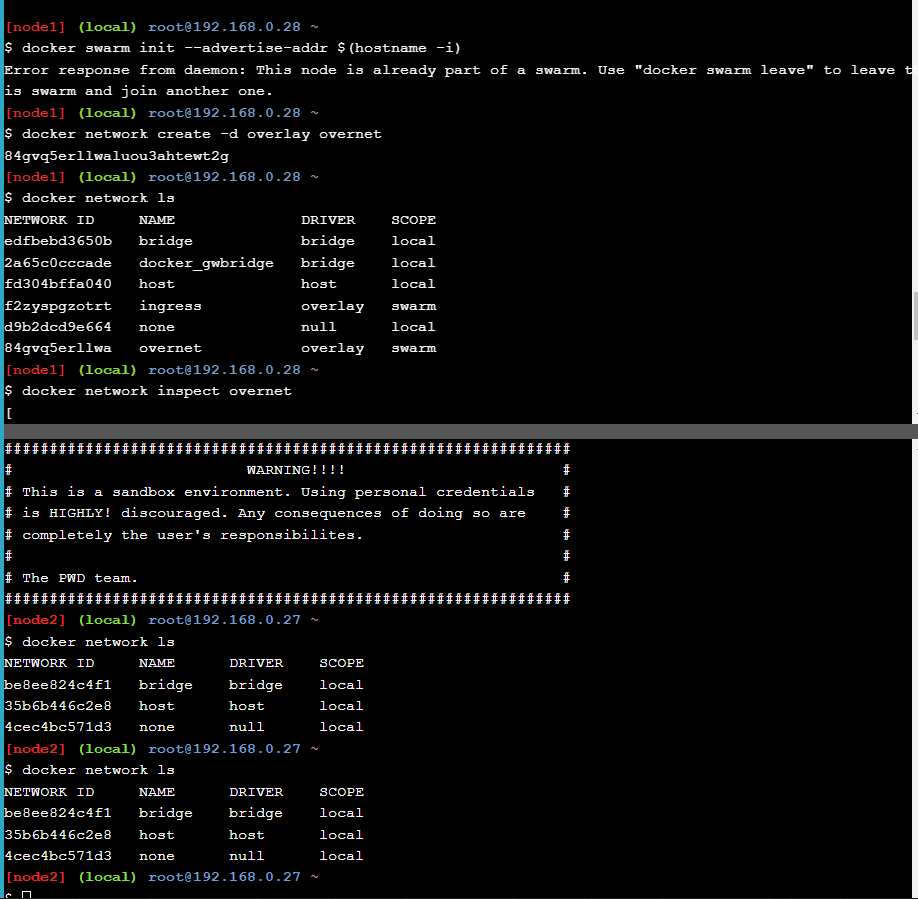 [node1] (local) root@192.168.0.28 ~
$ docker swarm init --advertise-addr $(hostname -i)
Error response from daemon: This node is already part of a swarm. Use "docker swarm leave" to leave t
is swarm and join another one.
[node1] (local) root@192.168.0.28 ~
$ docker network create -d overlay overnet
84gvq5erllwaluou3ahtewt2g
[node1] (local) root@192.168.0.28 ~
$ docker network ls
NETWORK ID     NAME              DRIVER    SCOPE
edfbebd3650b   bridge            bridge    local
2a65c0cccade   docker_gwbridge   bridge    local
fd304bffa040   host              host      local
f2zyspgzotrt   ingress           overlay   swarm
d9b2dcd9e664   none              null      local
84gvq5erllwa   overnet           overlay   swarm
[node1] (local) root@192.168.0.28 ~
$ docker network inspect overnet
[
###############################################################
#                          WARNING!!!!                        #
# This is a sandbox environment. Using personal credentials   #
# is HIGHLY! discouraged. Any consequences of doing so are    #
# completely the user's responsibilites.                      #
#                                                             #
# The PWD team.                                               #
###############################################################
[node2] (local) root@192.168.0.27 ~
$ docker network ls
NETWORK ID     NAME      DRIVER    SCOPE
be8ee824c4f1   bridge    bridge    local
35b6b446c2e8   host      host      local
4cec4bc571d3   none      null      local
[node2] (local) root@192.168.0.27 ~
$ docker network ls
NETWORK ID     NAME      DRIVER    SCOPE
be8ee824c4f1   bridge    bridge    local
35b6b446c2e8   host      host      local
4cec4bc571d3   none      null      local
[node2] (local) root@192.168.0.27 ~
$